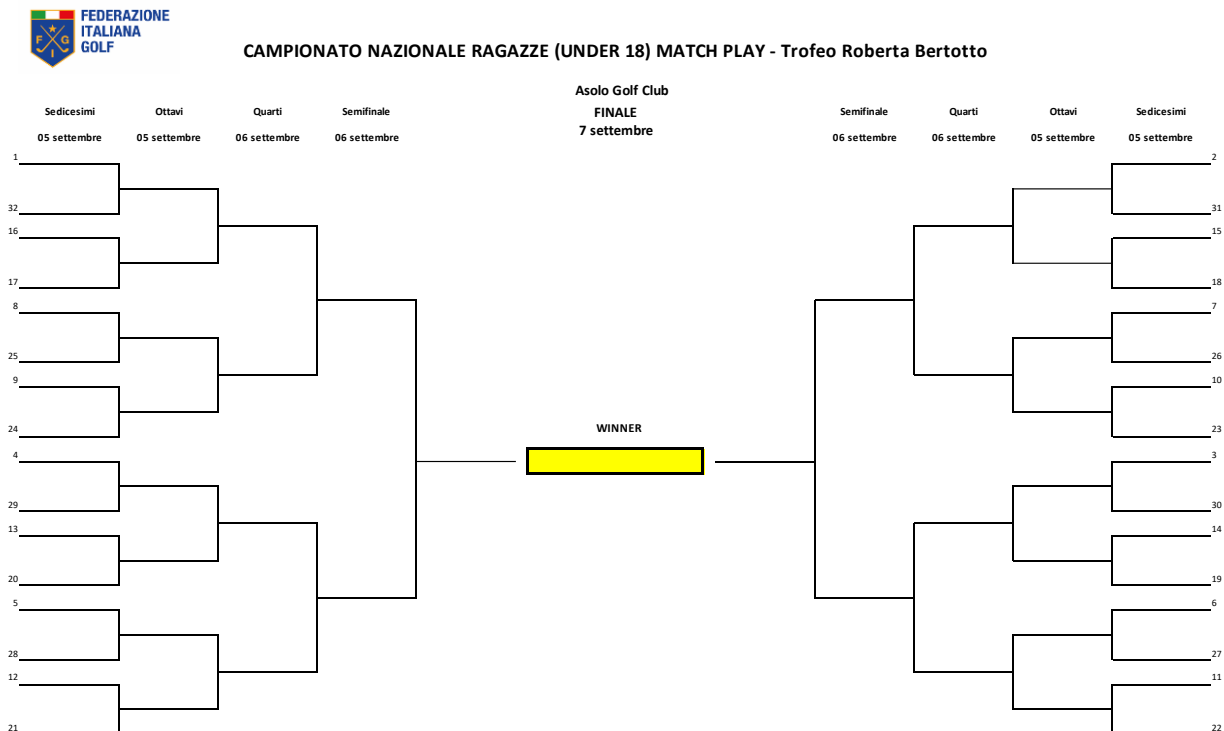 FEDERAZIONE
ITALIANA
GOLF
F G
I
CAMPIONATO NAZIONALE RAGAZZE (UNDER 18) MATCH PLAY - Trofeo Roberta Bertotto
Asolo Golf Club
Sedicesimi Ottavi Quarti Semifinale FINALE Semifinale Quarti Ottavi Sedicesimi
05 settembre 05 settembre 06 settembre 06 settembre 7 settembre 06 settembre 06 settembre 05 settembre 05 settembre
1 2
32 31
16 15
17 18
8 7
25 26
9 10
24 23
WINNER
4 3
29 30
13 14
20 19
5 6
28 27
12 11
21 22